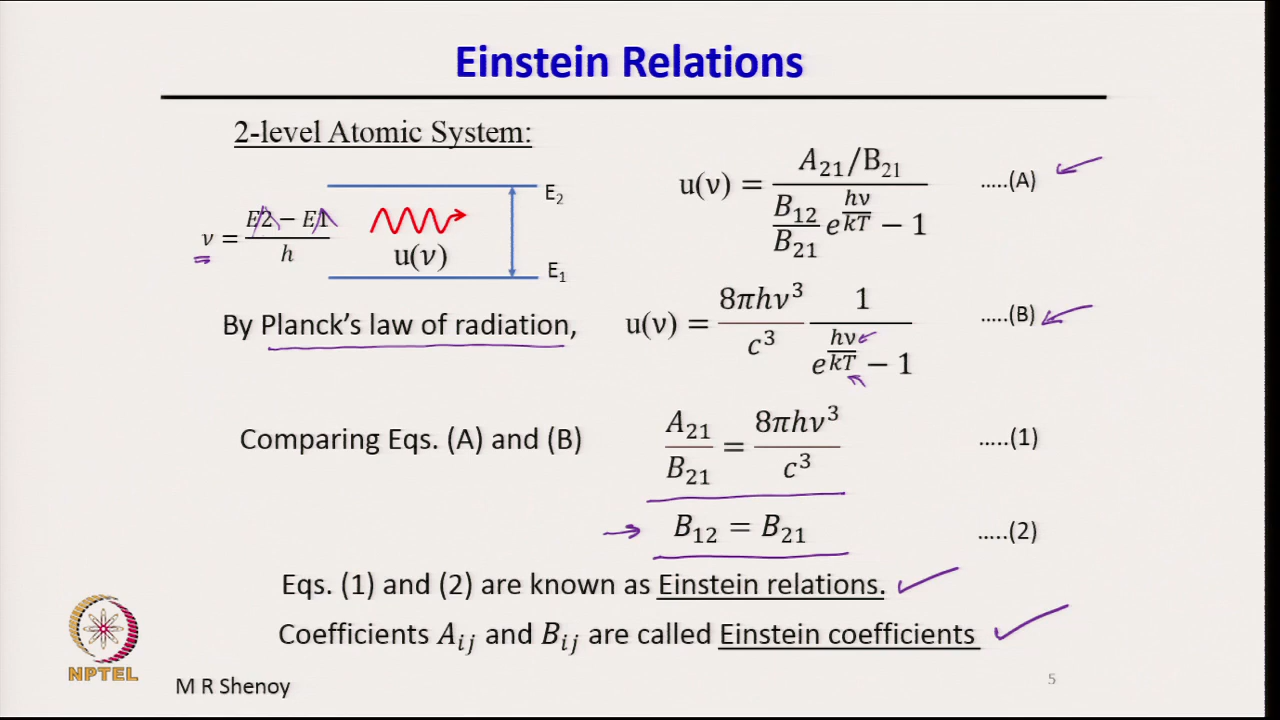 Einstein Relations
2-level Atomic System:
ν = (E2 − E1)/h
E₂
u(ν)
E₁
u(ν) = (A₂₁/B₂₁) / ((B₁₂/B₂₁) e^(hν/kT) − 1) .....(A)
By Planck's law of radiation, u(ν) = (8πhν³/c³) (1/(e^(hν/kT) − 1)) .....(B)
Comparing Eqs. (A) and (B) A₂₁/B₂₁ = 8πhν³/c³ .....(1)
B₁₂ = B₂₁ .....(2)
Eqs. (1) and (2) are known as Einstein relations.
Coefficients Aᵢⱼ and Bᵢⱼ are called Einstein coefficients
NPTEL
M R Shenoy
5